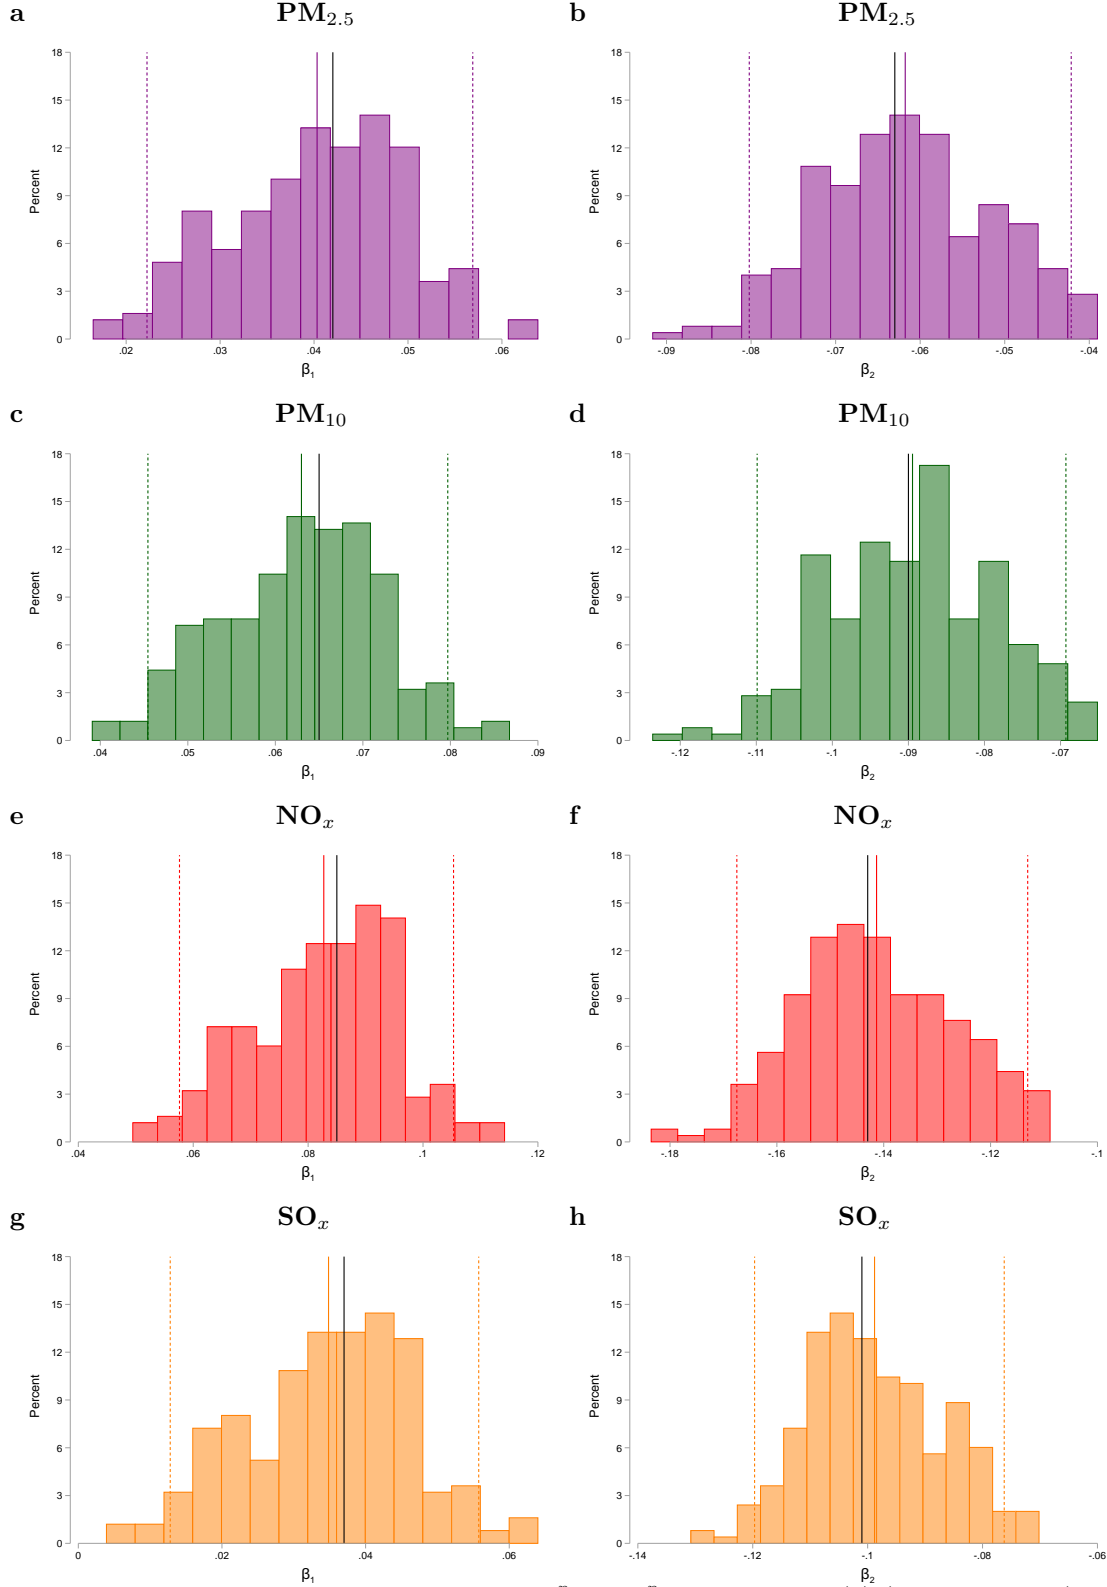 a PM2.5
18
15
12
9
6
3
0
Percent
.02 .03 .04 .05 .06
β1
b PM2.5
18
15
12
9
6
3
0
Percent
-.09 -.08 -.07 -.06 -.05 -.04
β2
c PM10
18
15
12
9
6
3
0
Percent
.04 .05 .06 .07 .08 .09
β1
d PM10
18
15
12
9
6
3
0
Percent
-.12 -.11 -.1 -.09 -.08 -.07
β2
e NOx
18
15
12
9
6
3
0
Percent
.04 .06 .08 .1 .12
β1
f NOx
18
15
12
9
6
3
0
Percent
-.18 -.16 -.14 -.12 -.1
β2
g SOx
18
15
12
9
6
3
0
Percent
0 .02 .04 .06
β1
h SOx
18
15
12
9
6
3
0
Percent
-.14 -.12 -.1 -.08 -.06
β2